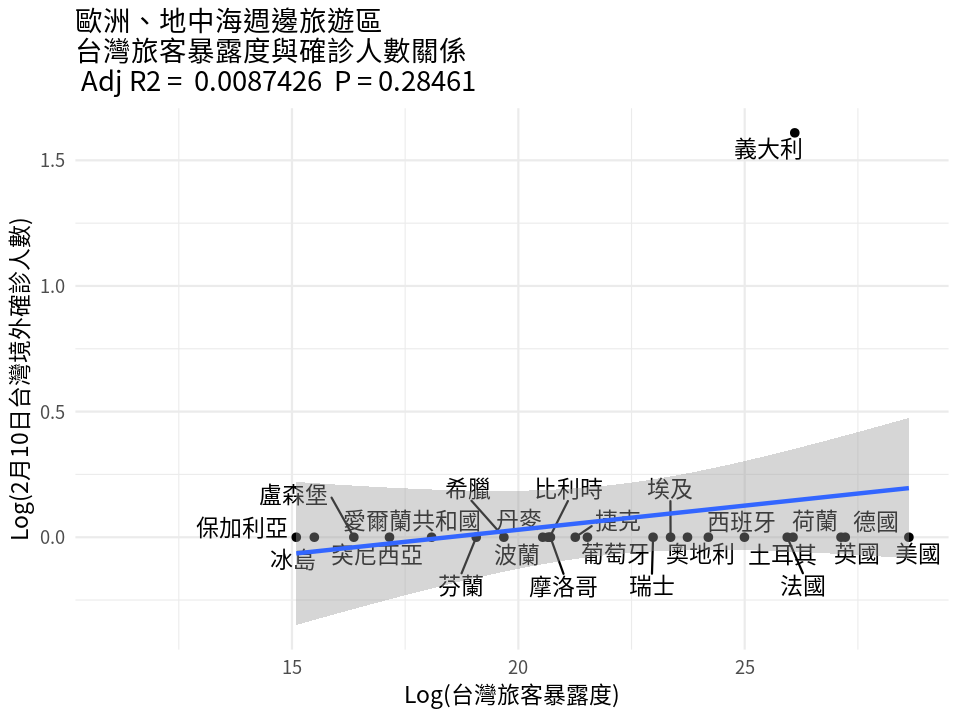 歐洲、地中海週邊旅遊區
台灣旅客暴露度與確診人數關係
Adj R2 = 0.0087426 P = 0.28461
Log(2月10日台灣境外確診人數)
1.5
1.0
0.5
0.0
義大利
盧森堡
希臘
比利時
埃及
保加利亞
愛爾蘭共和國
丹麥
捷克
西班牙
荷蘭
德國
冰島
突尼西亞
波蘭
葡萄牙
奧地利
土耳其
英國
美國
芬蘭
摩洛哥
瑞士
法國
15
20
25
Log(台灣旅客暴露度)